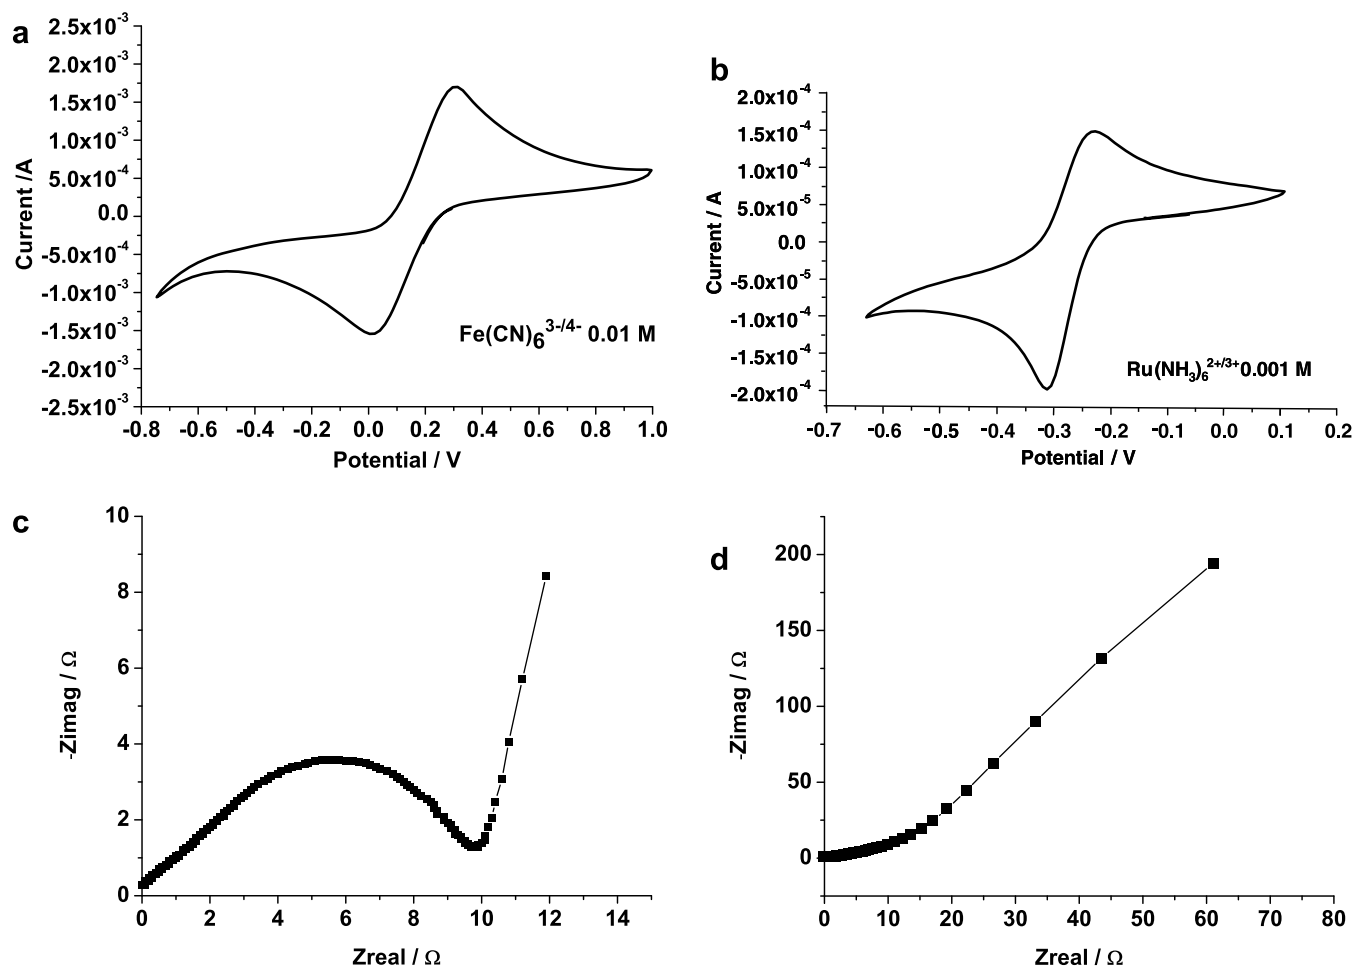 a
2.5x10⁻³
2.0x10⁻³
1.5x10⁻³
1.0x10⁻³
5.0x10⁻⁴
0.0
-5.0x10⁻⁴
-1.0x10⁻³
-1.5x10⁻³
-2.0x10⁻³
-2.5x10⁻³
Current /A
Fe(CN)₆³⁻/⁴⁻ 0.01 M
-0.8 -0.6 -0.4 -0.2 0.0 0.2 0.4 0.6 0.8 1.0
Potential / V
b
2.0x10⁻⁴
1.5x10⁻⁴
1.0x10⁻⁴
5.0x10⁻⁵
0.0
-5.0x10⁻⁵
-1.0x10⁻⁴
-1.5x10⁻⁴
-2.0x10⁻⁴
Current / A
Ru(NH₃)₆²⁺/³⁺0.001 M
-0.7 -0.6 -0.5 -0.4 -0.3 -0.2 -0.1 0.0 0.1 0.2
Potential / V
c
10
8
6
4
2
0
-Zimag / Ω
0 2 4 6 8 10 12 14
Zreal / Ω
d
200
150
100
50
0
-Zimag / Ω
0 10 20 30 40 50 60 70 80
Zreal / Ω